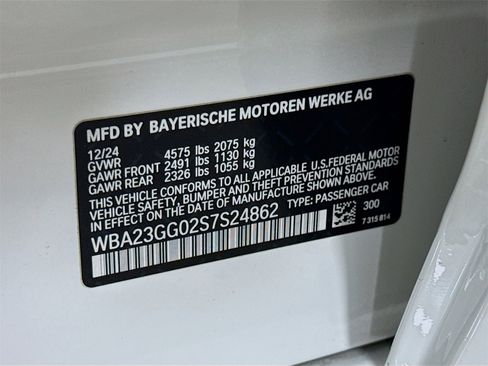 MFD BY BAYERISCHE MOTOREN WERKE AG
12/24
GVWR 4575 lbs 2075 kg
GAWR FRONT 2491 lbs 1130 kg
GAWR REAR 2326 lbs 1055 kg
THIS VEHICLE CONFORMS TO ALL APPLICABLE U.S.FEDERAL MOTOR
VEHICLE SAFETY, BUMPER AND THEFT PREVENTION STANDARDS IN
EFFECT ON THE DATE OF MANUFACTURE SHOWN ABOVE.
WBA23GG02S7S24862 TYPE: PASSENGER CAR
300
7 315 814